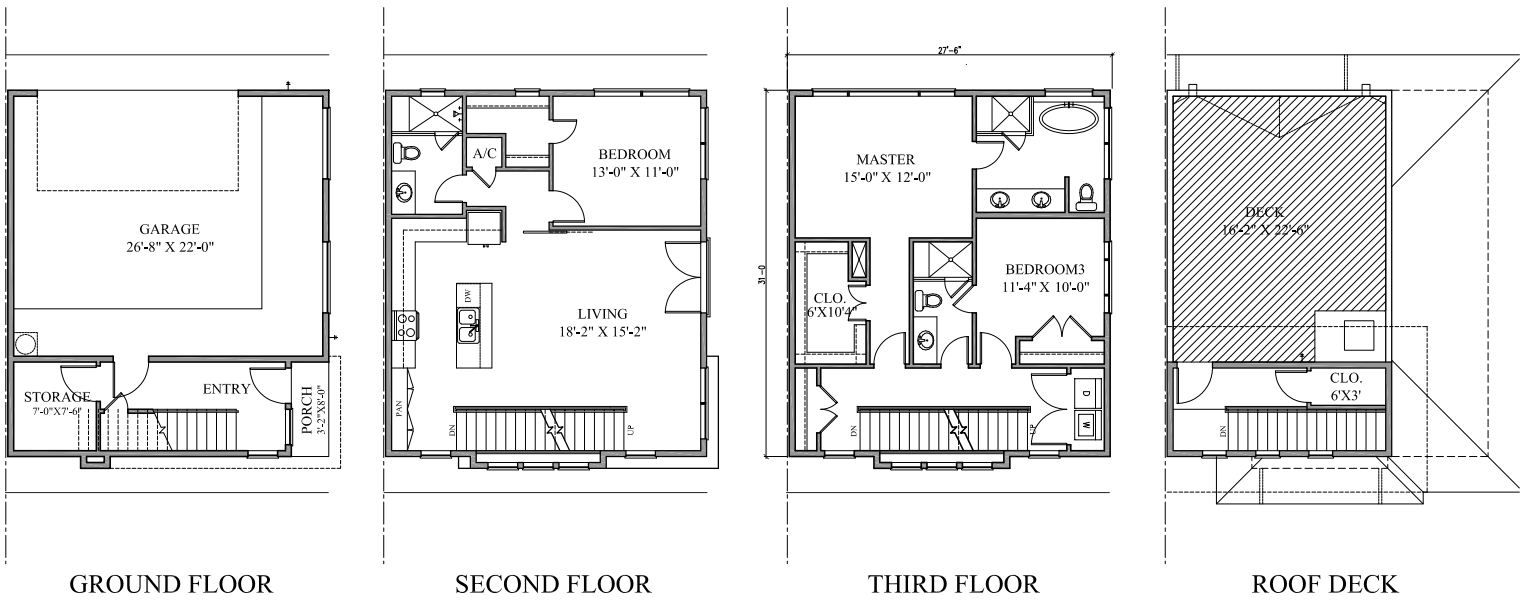 GARAGE
26'-8" X 22'-0"
STORAGE
7'-0"X7'-6"
ENTRY
PORCH
3'-2"X8'-0"
GROUND FLOOR
A/C
BEDROOM
13'-0" X 11'-0"
DW
LIVING
18'-2" X 15'-2"
PAN
DN
UP
SECOND FLOOR
27'-6"
31'-0
MASTER
15'-0" X 12'-0"
CLO.
6'X10'4"
BEDROOM3
11'-4" X 10'-0"
D
W
DN
UP
THIRD FLOOR
DECK
16'-2" X 22'-6"
CLO.
6'X3'
DN
ROOF DECK